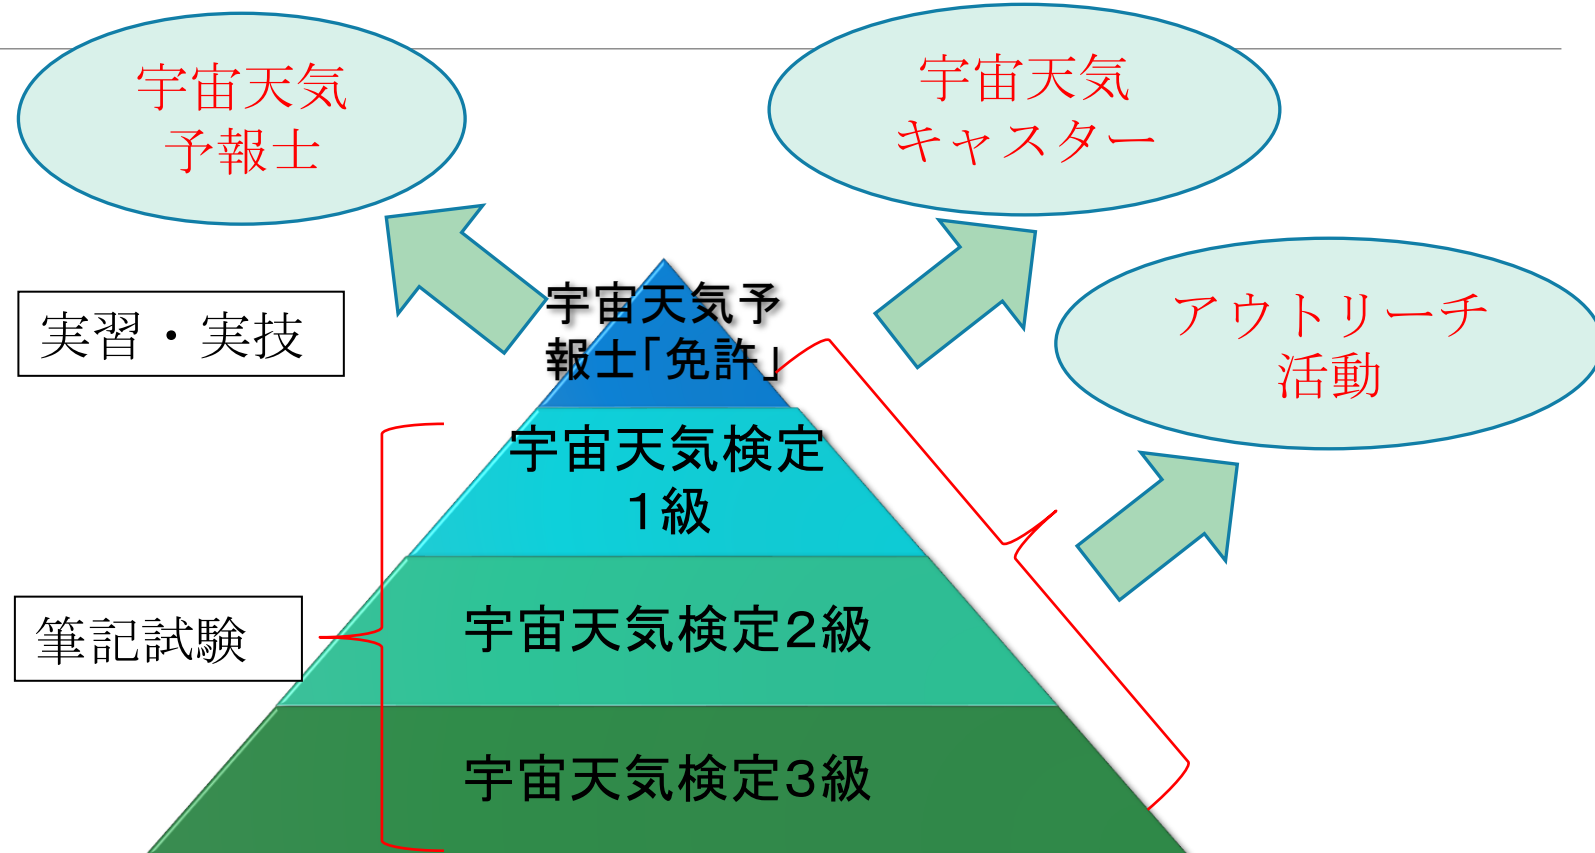 宇宙天気
予報士
宇宙天気
キャスター
アウトリーチ
活動
実習・実技
宇宙天気予
報士「免許」
宇宙天気検定
１級
宇宙天気検定２級
筆記試験
宇宙天気検定３級